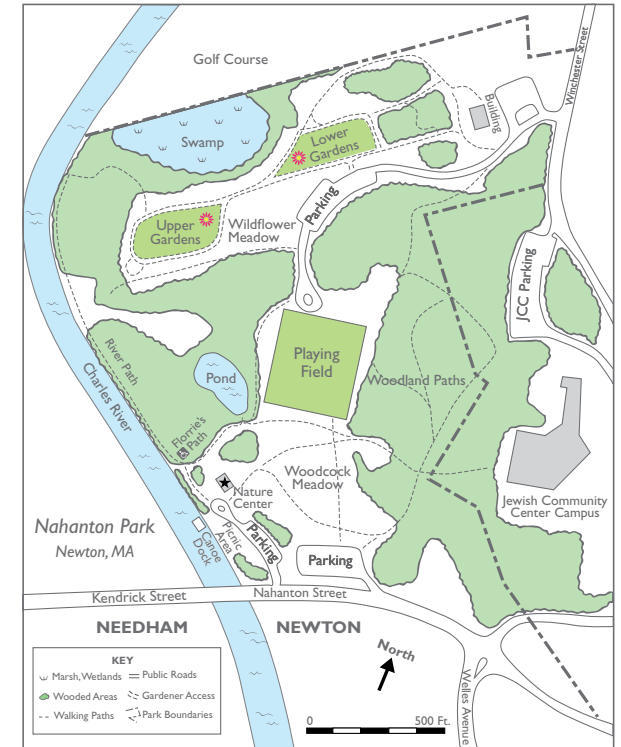 Golf Course
Winchester Street
Building
Swamp
Lower
Gardens
Parking
Upper
Gardens
Wildflower
Meadow
JCC Parking
River Path
Charles River
Pond
Playing
Field
Woodland Paths
Florrie's
Path
Woodcock
Meadow
Nature
Center
Jewish Community
Center Campus
Nahanton Park
Newton, MA
Canoe
Dock
Picnic
Area
Parking
Parking
Kendrick Street
Nahanton Street
NEEDHAM
NEWTON
Welles Avenue
North
KEY
Marsh, Wetlands
Public Roads
Wooded Areas
Gardener Access
Walking Paths
Park Boundaries
0
500 Ft.